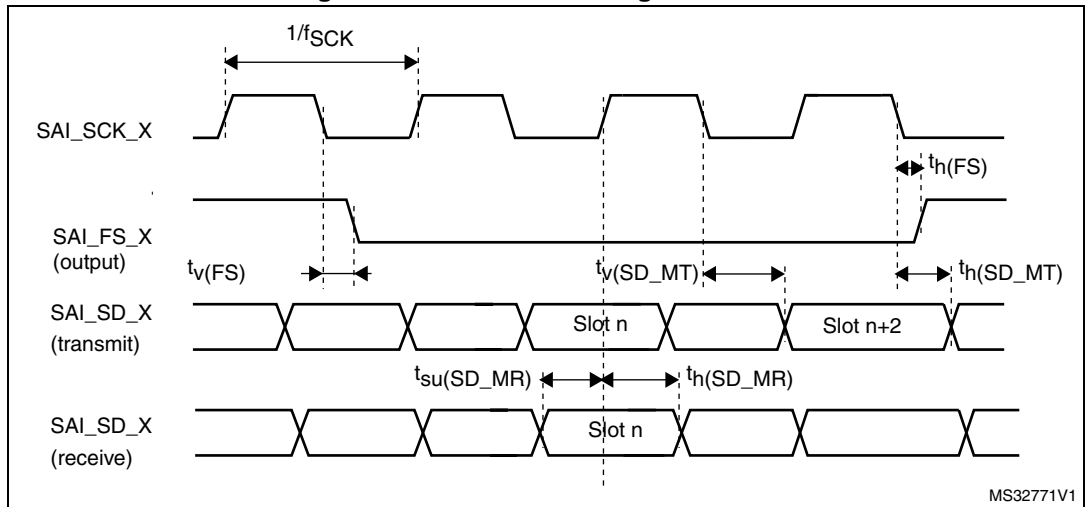 1/fSCK
SAI_SCK_X
th(FS)
SAI_FS_X
(output)
tv(FS)
tv(SD_MT)
th(SD_MT)
SAI_SD_X
(transmit)
Slot n
Slot n+2
tsu(SD_MR)
th(SD_MR)
SAI_SD_X
(receive)
Slot n
MS32771V1